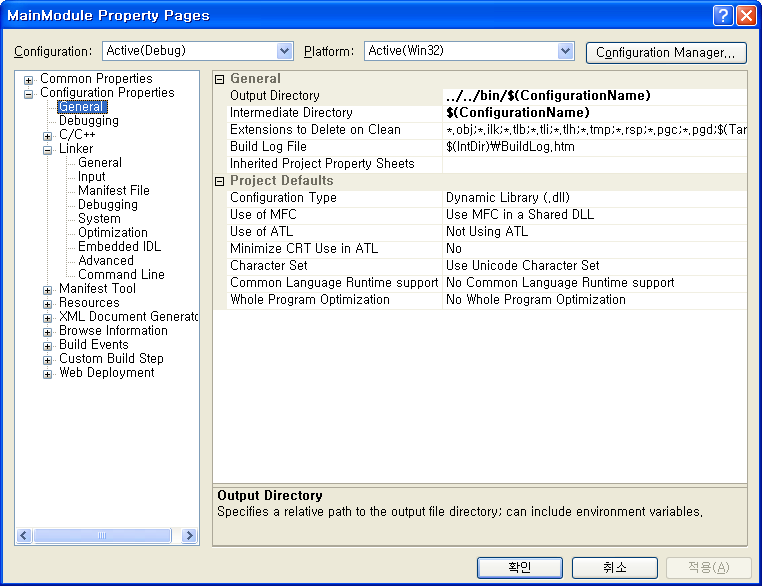 MainModule Property Pages
Configuration: Active(Debug) Platform: Active(Win32) Configuration Manager...
Common Properties
Configuration Properties
General
Debugging
C/C++
Linker
General
Input
Manifest File
Debugging
System
Optimization
Embedded IDL
Advanced
Command Line
Manifest Tool
Resources
XML Document Generato
Browse Information
Build Events
Custom Build Step
Web Deployment
General
Output Directory ../../bin/$(ConfigurationName)
Intermediate Directory $(ConfigurationName)
Extensions to Delete on Clean *.obj;*.ilk;*.tlb;*.tli;*.tlh;*.tmp;*.rsp;*.pgc;*.pgd;$(Tar
Build Log File $(IntDir)₩BuildLog.htm
Inherited Project Property Sheets
Project Defaults
Configuration Type Dynamic Library (.dll)
Use of MFC Use MFC in a Shared DLL
Use of ATL Not Using ATL
Minimize CRT Use in ATL No
Character Set Use Unicode Character Set
Common Language Runtime support No Common Language Runtime support
Whole Program Optimization No Whole Program Optimization
Output Directory
Specifies a relative path to the output file directory; can include environment variables.
확인 취소 적용(A)